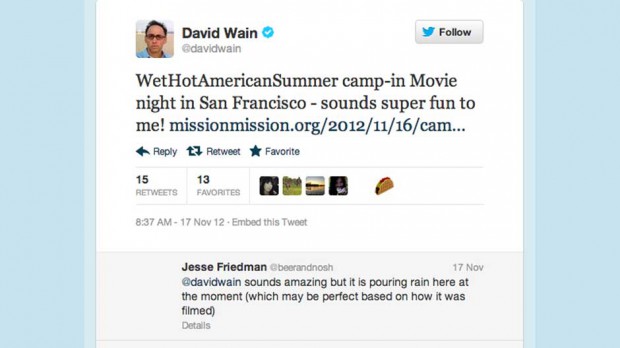 David Wain
@davidwain
Follow
WetHotAmericanSummer camp-in Movie
night in San Francisco - sounds super fun to
me! missionmission.org/2012/11/16/cam...
Reply Retweet Favorite
15 RETWEETS 13 FAVORITES
8:37 AM - 17 Nov 12 · Embed this Tweet
Jesse Friedman @beerandnosh 17 Nov
@davidwain sounds amazing but it is pouring rain here at
the moment (which may be perfect based on how it was
filmed)
Details